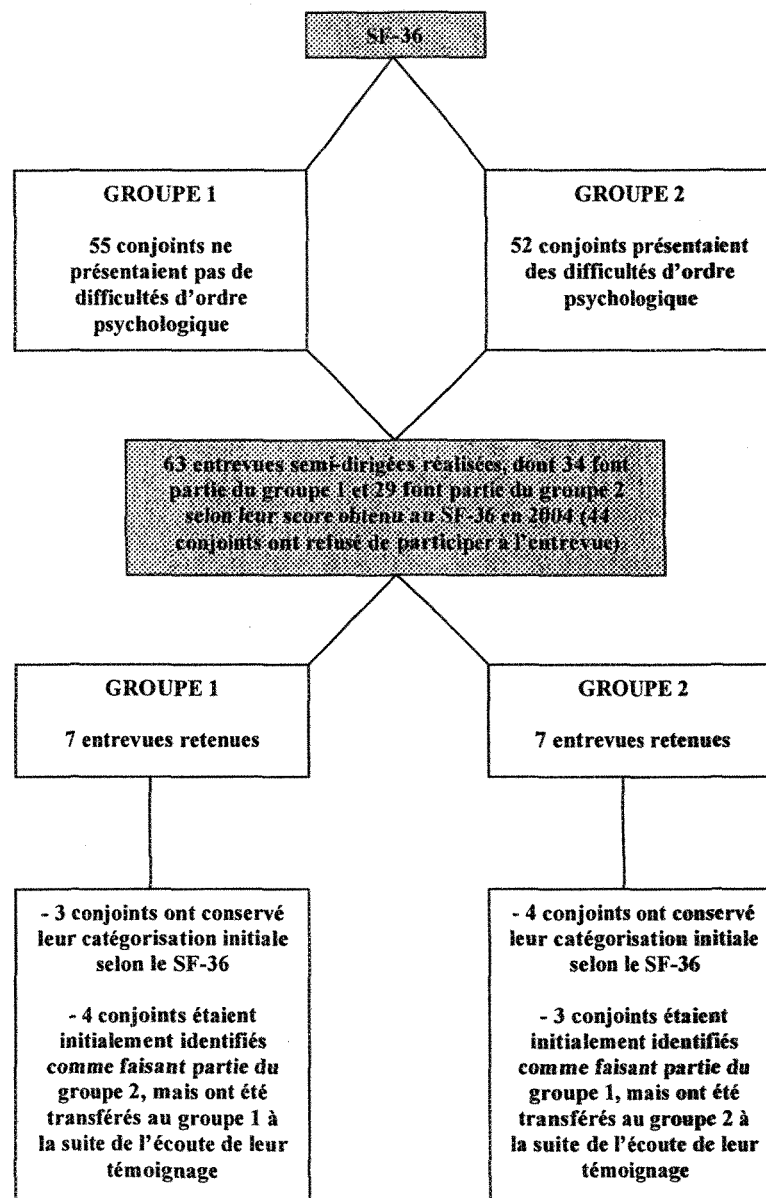 SF-36
GROUPE 1
55 conjoints ne
présentaient pas de
difficultés d'ordre
psychologique
GROUPE 2
52 conjoints présentaient
des difficultés d'ordre
psychologique
63 entrevues semi-dirigées réalisées, dont 34 font
partie du groupe 1 et 29 font partie du groupe 2
selon leur score obtenu au SF-36 en 2004 (44
conjoints ont refusé de participer à l'entrevue)
GROUPE 1
7 entrevues retenues
GROUPE 2
7 entrevues retenues
- 3 conjoints ont conservé
leur catégorisation initiale
selon le SF-36
- 4 conjoints étaient
initialement identifiés
comme faisant partie du
groupe 2, mais ont été
transférés au groupe 1 à
la suite de l'écoute de leur
témoignage
- 4 conjoints ont conservé
leur catégorisation initiale
selon le SF-36
- 3 conjoints étaient
initialement identifiés
comme faisant partie du
groupe 1, mais ont été
transférés au groupe 2 à
la suite de l'écoute de leur
témoignage